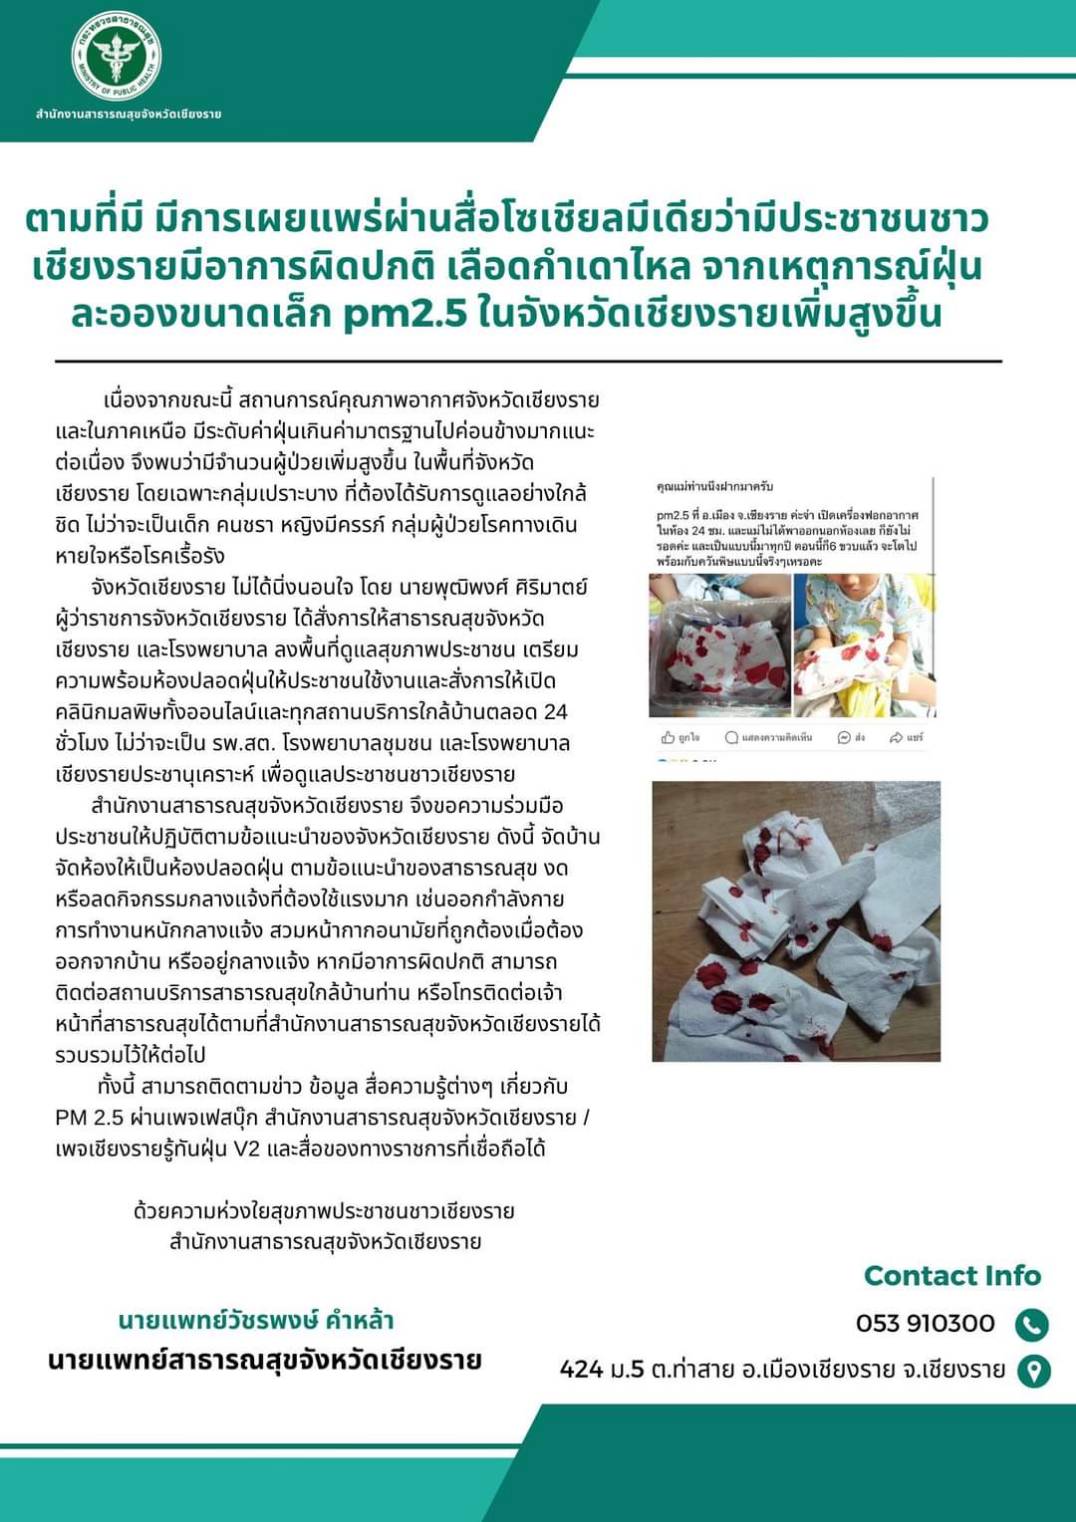 กระทรวงสาธารณสุข
MINISTRY OF PUBLIC HEALTH
สำนักงานสาธารณสุขจังหวัดเชียงราย
ตามที่มี มีการเผยแพร่ผ่านสื่อโซเชียลมีเดียว่ามีประชาชนชาว
เชียงรายมีอาการผิดปกติ เลือดกำเดาไหล จากเหตุการณ์ฝุ่น
ละอองขนาดเล็ก pm2.5 ในจังหวัดเชียงรายเพิ่มสูงขึ้น
เนื่องจากขณะนี้ สถานการณ์คุณภาพอากาศจังหวัดเชียงราย
และในภาคเหนือ มีระดับค่าฝุ่นเกินค่ามาตรฐานไปค่อนข้างมากแนะ
ต่อเนื่อง จึงพบว่ามีจำนวนผู้ป่วยเพิ่มสูงขึ้น ในพื้นที่จังหวัด
เชียงราย โดยเฉพาะกลุ่มเปราะบาง ที่ต้องได้รับการดูแลอย่างใกล้
ชิด ไม่ว่าจะเป็นเด็ก คนชรา หญิงมีครรภ์ กลุ่มผู้ป่วยโรคทางเดิน
หายใจหรือโรคเรื้อรัง
จังหวัดเชียงราย ไม่ได้นิ่งนอนใจ โดย นายพุฒิพงศ์ ศิริมาตย์
ผู้ว่าราชการจังหวัดเชียงราย ได้สั่งการให้สาธารณสุขจังหวัด
เชียงราย และโรงพยาบาล ลงพื้นที่ดูแลสุขภาพประชาชน เตรียม
ความพร้อมห้องปลอดฝุ่นให้ประชาชนใช้งานและสั่งการให้เปิด
คลินิกมลพิษทั้งออนไลน์และทุกสถานบริการใกล้บ้านตลอด 24
ชั่วโมง ไม่ว่าจะเป็น รพ.สต. โรงพยาบาลชุมชน และโรงพยาบาล
เชียงรายประชานุเคราะห์ เพื่อดูแลประชาชนชาวเชียงราย
สำนักงานสาธารณสุขจังหวัดเชียงราย จึงขอความร่วมมือ
ประชาชนให้ปฏิบัติตามข้อแนะนำของจังหวัดเชียงราย ดังนี้ จัดบ้าน
จัดห้องให้เป็นห้องปลอดฝุ่น ตามข้อแนะนำของสาธารณสุข งด
หรือลดกิจกรรมกลางแจ้งที่ต้องใช้แรงมาก เช่นออกกำลังกาย
การทำงานหนักกลางแจ้ง สวมหน้ากากอนามัยที่ถูกต้องเมื่อต้อง
ออกจากบ้าน หรืออยู่กลางแจ้ง หากมีอาการผิดปกติ สามารถ
ติดต่อสถานบริการสาธารณสุขใกล้บ้านท่าน หรือโทรติดต่อเจ้า
หน้าที่สาธารณสุขได้ตามที่สำนักงานสาธารณสุขจังหวัดเชียงรายได้
รวบรวมไว้ให้ต่อไป
ทั้งนี้ สามารถติดตามข่าว ข้อมูล สื่อความรู้ต่างๆ เกี่ยวกับ
PM 2.5 ผ่านเพจเฟสบุ๊ก สำนักงานสาธารณสุขจังหวัดเชียงราย /
เพจเชียงรายรู้ทันฝุ่น V2 และสื่อของทางราชการที่เชื่อถือได้
ด้วยความห่วงใยสุขภาพประชาชนชาวเชียงราย
สำนักงานสาธารณสุขจังหวัดเชียงราย
นายแพทย์วัชรพงษ์ คำหล้า
นายแพทย์สาธารณสุขจังหวัดเชียงราย
คุณแม่ท่านนึงฝากมาครับ
pm2.5 ที่ อ.เมือง จ.เชียงราย ค่ะจ๋า เปิดเครื่องฟอกอากาศ
ในห้อง 24 ชม. และแม่ไม่ได้พาออกนอกห้องเลย ก็ยังไม่
รอดค่ะ และเป็นแบบนี้มาทุกปี ตอนนี้ก็6 ขวบแล้ว จะโตไป
พร้อมกับควันพิษแบบนี้จริงๆเหรอคะ
ถูกใจ แสดงความคิดเห็น ส่ง แชร์
Contact Info
053 910300
424 ม.5 ต.ท่าสาย อ.เมืองเชียงราย จ.เชียงราย